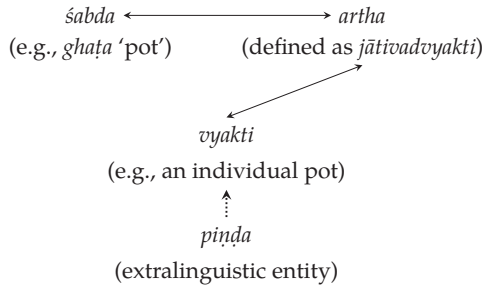 śabda artha
(e.g., ghaṭa ‘pot’) (defined as jātivadvyakti)
vyakti
(e.g., an individual pot)
piṇḍa
(extralinguistic entity)